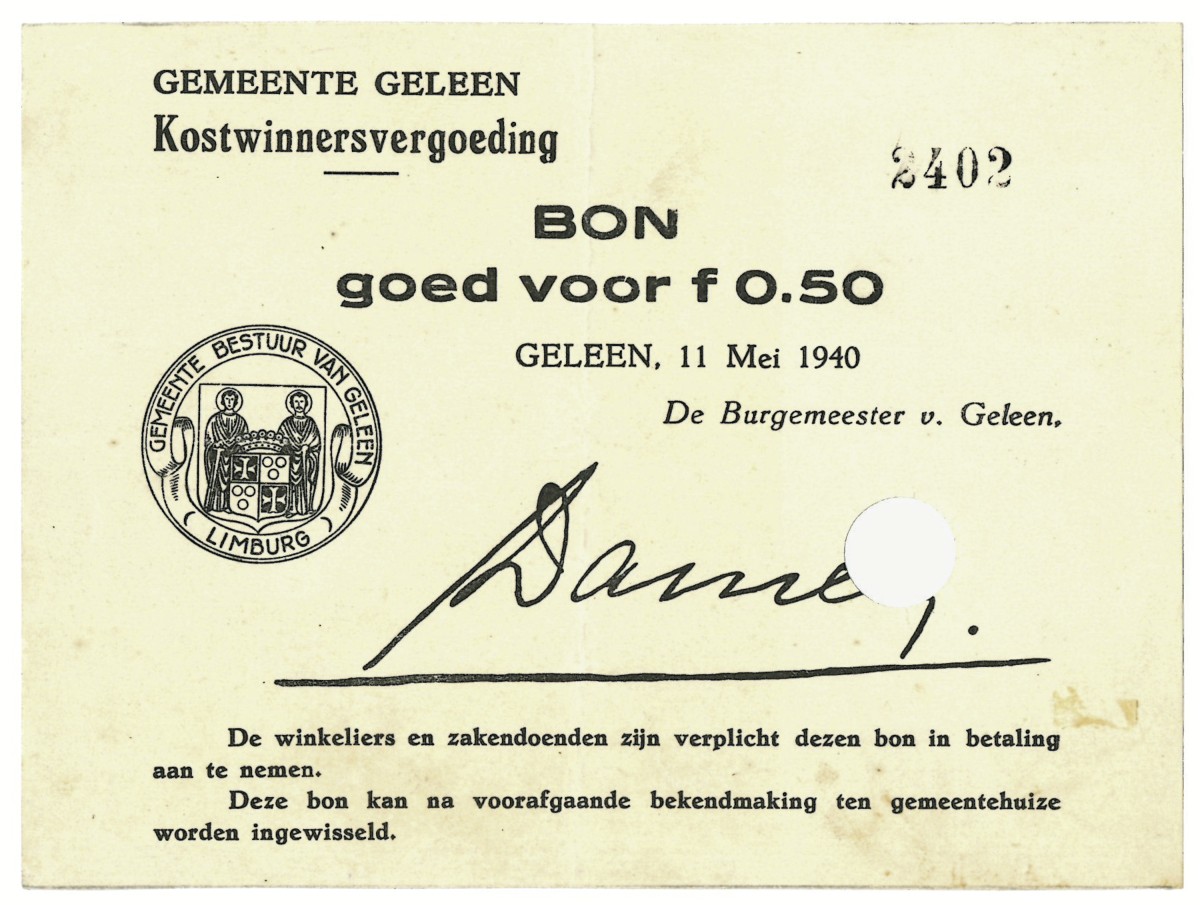 GEMEENTE GELEEN
Kostwinnersvergoeding
2402
BON
goed voor f 0.50
GELEEN, 11 Mei 1940
De Burgemeester v. Geleen.
GEMEENTE BESTUUR VAN GELEEN
( LIMBURG )
De winkeliers en zakendoenden zijn verplicht dezen bon in betaling
aan te nemen.
Deze bon kan na voorafgaande bekendmaking ten gemeentehuize
worden ingewisseld.